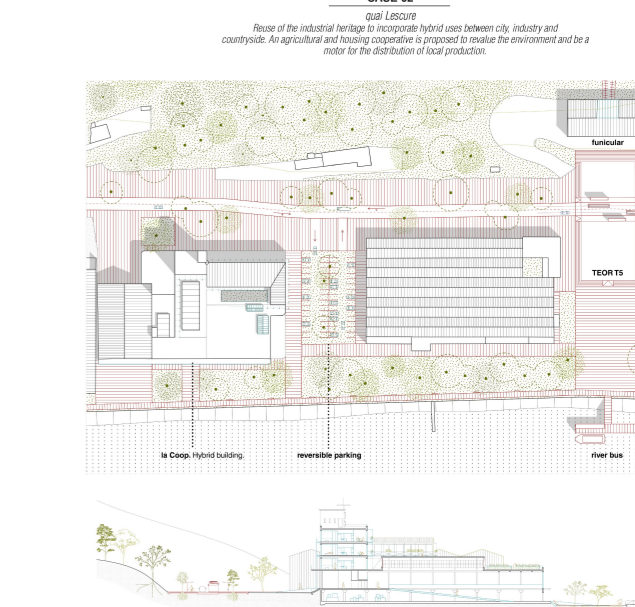 CASE 02
quai Lescure
Reuse of the industrial heritage to incorporate hybrid uses between city, industry and
countryside. An agricultural and housing cooperative is proposed to revalue the environment and be a
motor for the distribution of local production.
funicular
TEOR T5
la Coop. Hybrid building.
reversible parking
river bus